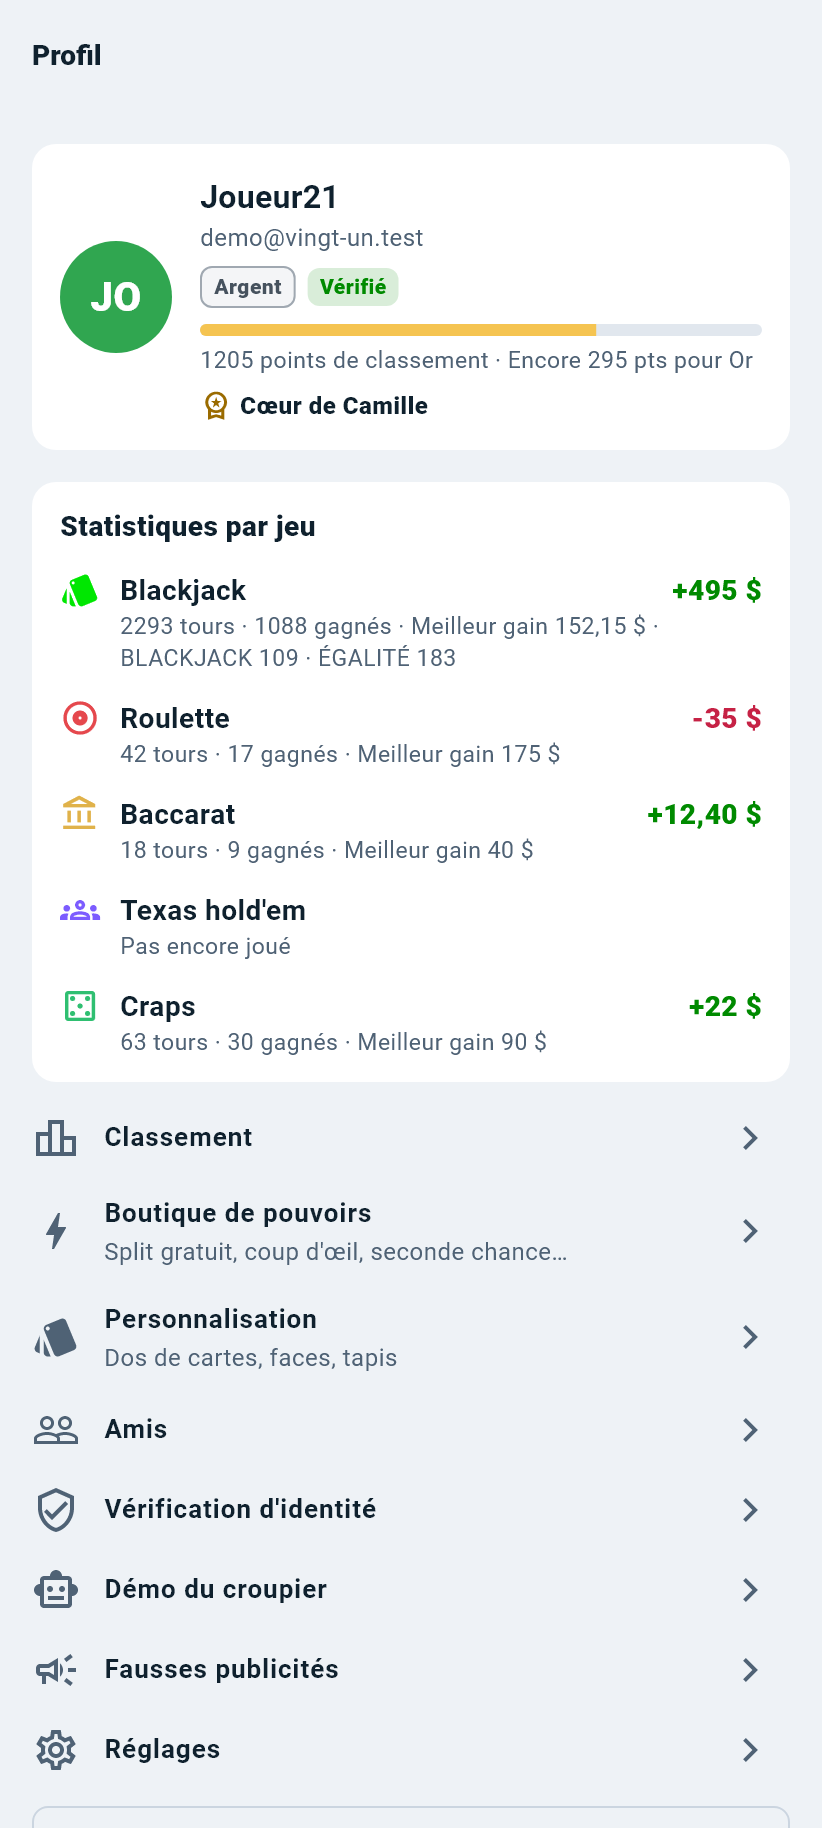 Profil
JO
Joueur21
demo@vingt-un.test
Argent
Vérifié
1205 points de classement · Encore 295 pts pour Or
Cœur de Camille
Statistiques par jeu
Blackjack
+495 $
2293 tours · 1088 gagnés · Meilleur gain 152,15 $ ·
BLACKJACK 109 · ÉGALITÉ 183
Roulette
-35 $
42 tours · 17 gagnés · Meilleur gain 175 $
Baccarat
+12,40 $
18 tours · 9 gagnés · Meilleur gain 40 $
Texas hold'em
Pas encore joué
Craps
+22 $
63 tours · 30 gagnés · Meilleur gain 90 $
Classement
Boutique de pouvoirs
Split gratuit, coup d'œil, seconde chance…
Personnalisation
Dos de cartes, faces, tapis
Amis
Vérification d'identité
Démo du croupier
Fausses publicités
Réglages